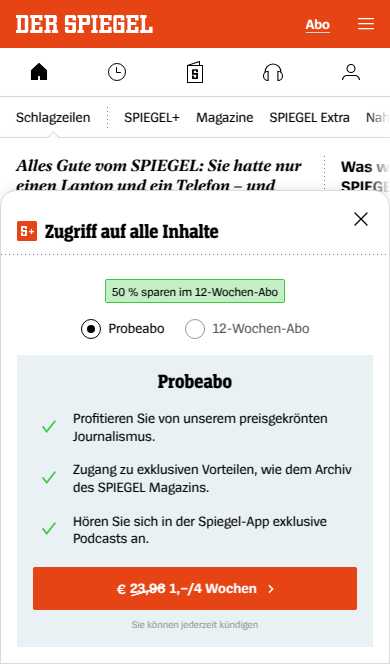 DER SPIEGEL
Abo
Schlagzeilen
SPIEGEL+
Magazine
SPIEGEL Extra
Nah
Alles Gute vom SPIEGEL: Sie hatte nur
einen Laptop und ein Telefon – und
Was w
SPIEGE
S+ Zugriff auf alle Inhalte
50 % sparen im 12-Wochen-Abo
Probeabo
12-Wochen-Abo
Probeabo
Profitieren Sie von unserem preisgekrönten
Journalismus.
Zugang zu exklusiven Vorteilen, wie dem Archiv
des SPIEGEL Magazins.
Hören Sie sich in der Spiegel-App exklusive
Podcasts an.
€ 23,96 1,–/4 Wochen
Sie können jederzeit kündigen